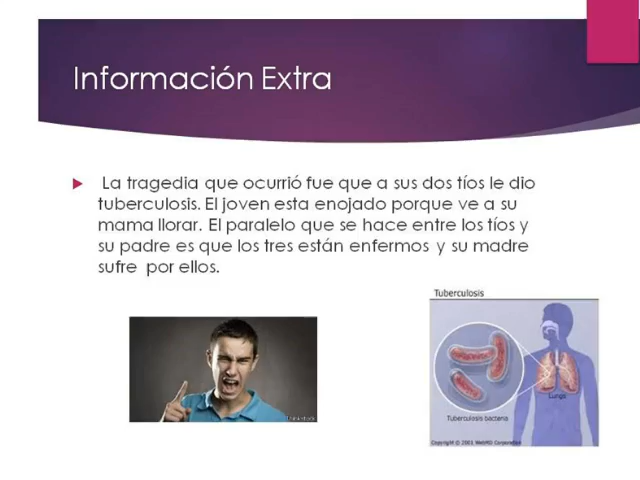 Información Extra
La tragedia que ocurrió fue que a sus dos tíos le dio
tuberculosis. El joven esta enojado porque ve a su
mama llorar. El paralelo que se hace entre los tíos y
su padre es que los tres están enfermos y su madre
sufre por ellos.
Tuberculosis
Lungs
Tuberculosis bacteria
Thinkstock
Copyright © 2001 WebMD Corporation